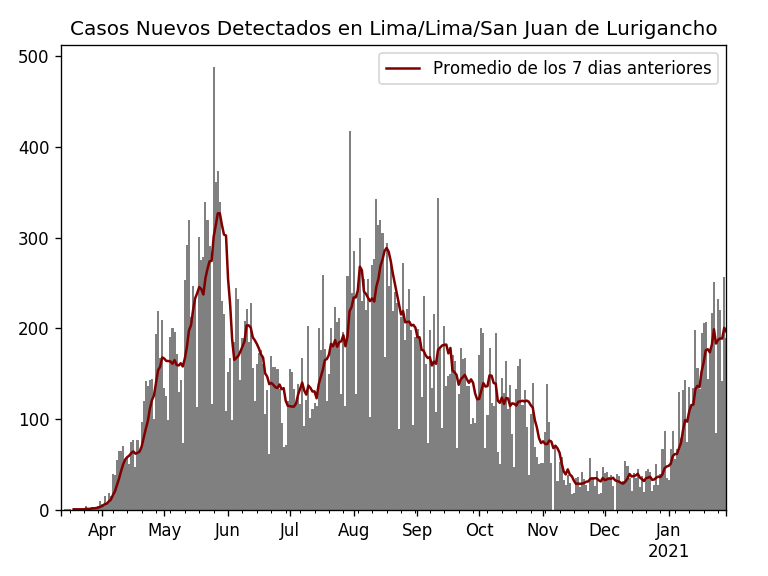 Casos Nuevos Detectados en Lima/Lima/San Juan de Lurigancho
Promedio de los 7 dias anteriores
500
400
300
200
100
0
Apr May Jun Jul Aug Sep Oct Nov Dec Jan
2021